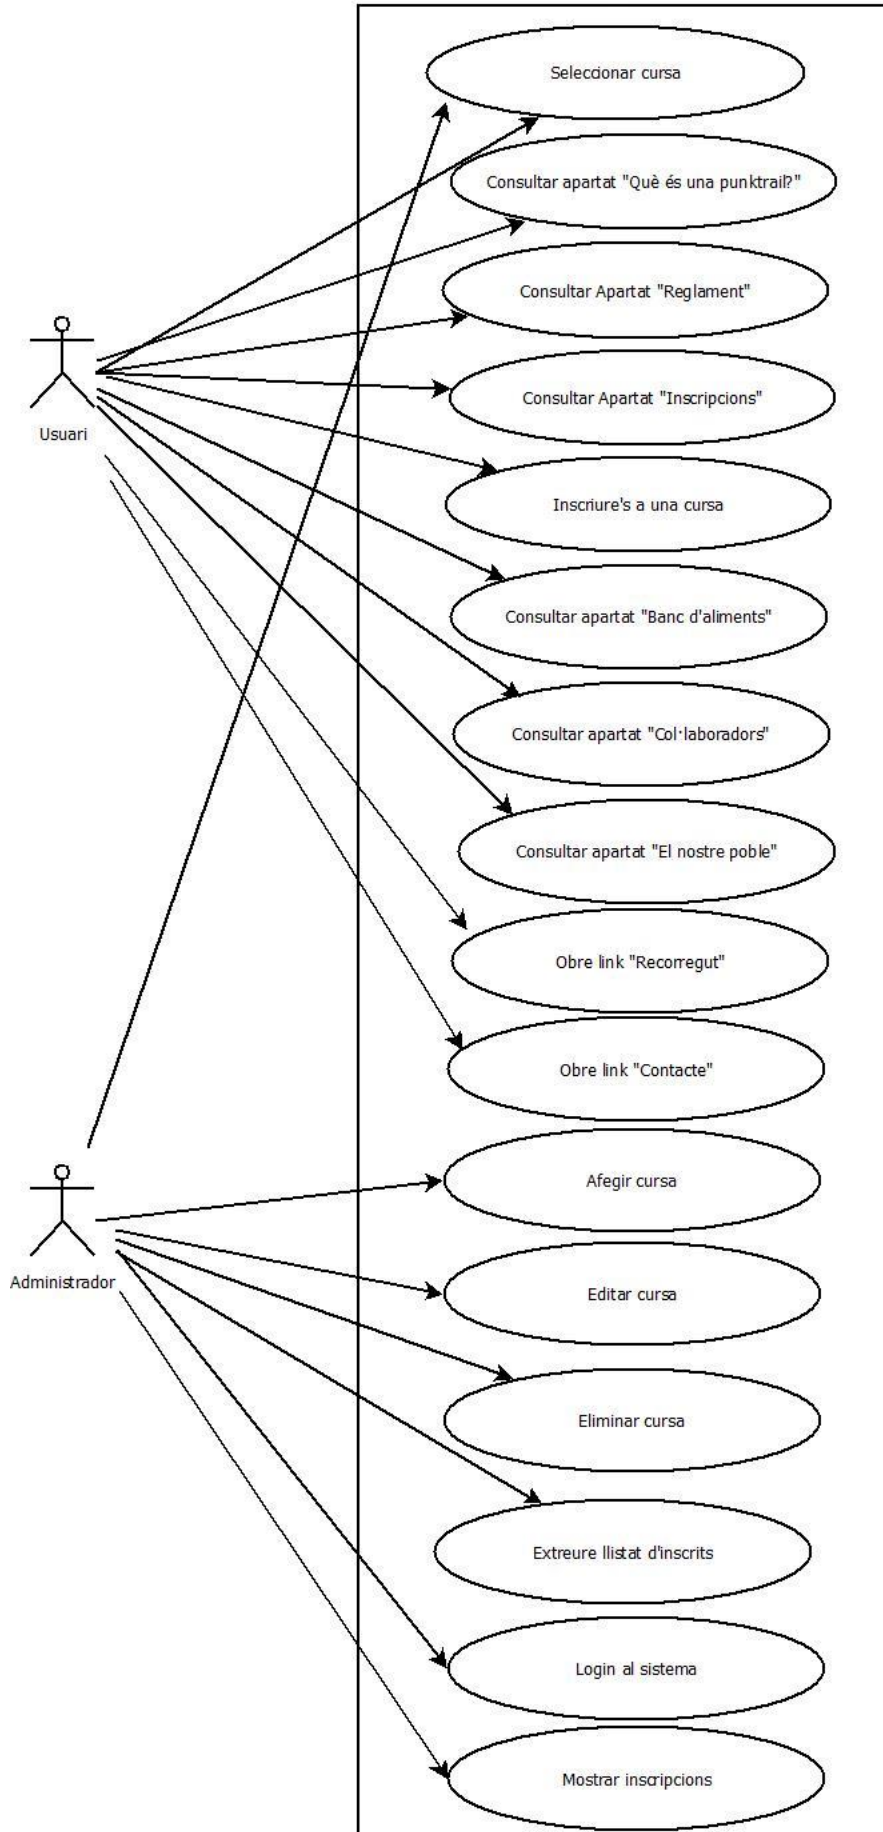 Seleccionar cursa
Consultar apartat "Què és una punktrail?"
Consultar Apartat "Reglament"
Consultar Apartat "Inscripcions"
Usuari
Inscriure's a una cursa
Consultar apartat "Banc d'aliments"
Consultar apartat "Col·laboradors"
Consultar apartat "El nostre poble"
Obre link "Recorregut"
Obre link "Contacte"
Afegir cursa
Administrador
Editar cursa
Eliminar cursa
Extreure llistat d'inscrits
Login al sistema
Mostrar inscripcions